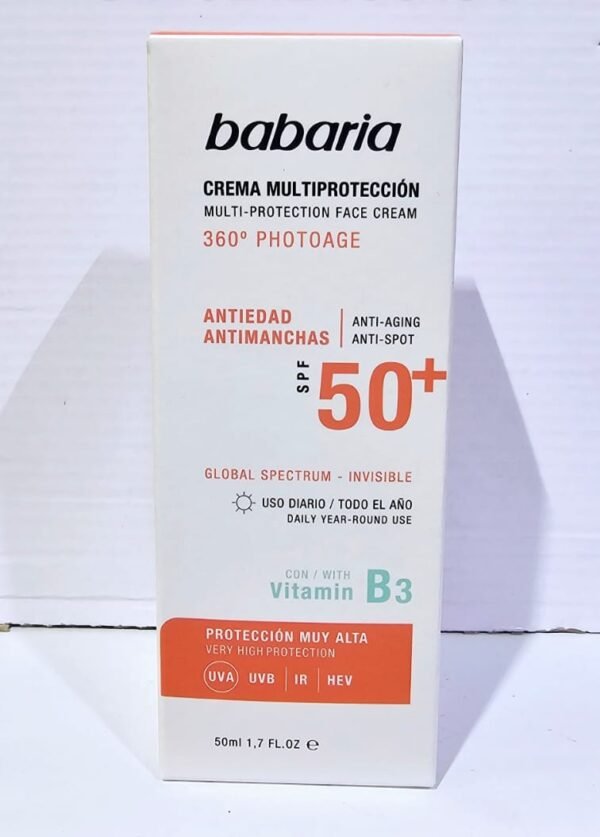 babaria
CREMA MULTIPROTECCIÓN
MULTI-PROTECTION FACE CREAM
360º PHOTOAGE
ANTIEDAD
ANTIMANCHAS
ANTI-AGING
ANTI-SPOT
SPF 50+
GLOBAL SPECTRUM - INVISIBLE
USO DIARIO / TODO EL AÑO
DAILY YEAR-ROUND USE
CON / WITH
Vitamin B3
PROTECCIÓN MUY ALTA
VERY HIGH PROTECTION
UVA UVB | IR | HEV
50ml 1,7 FL.OZ ℮